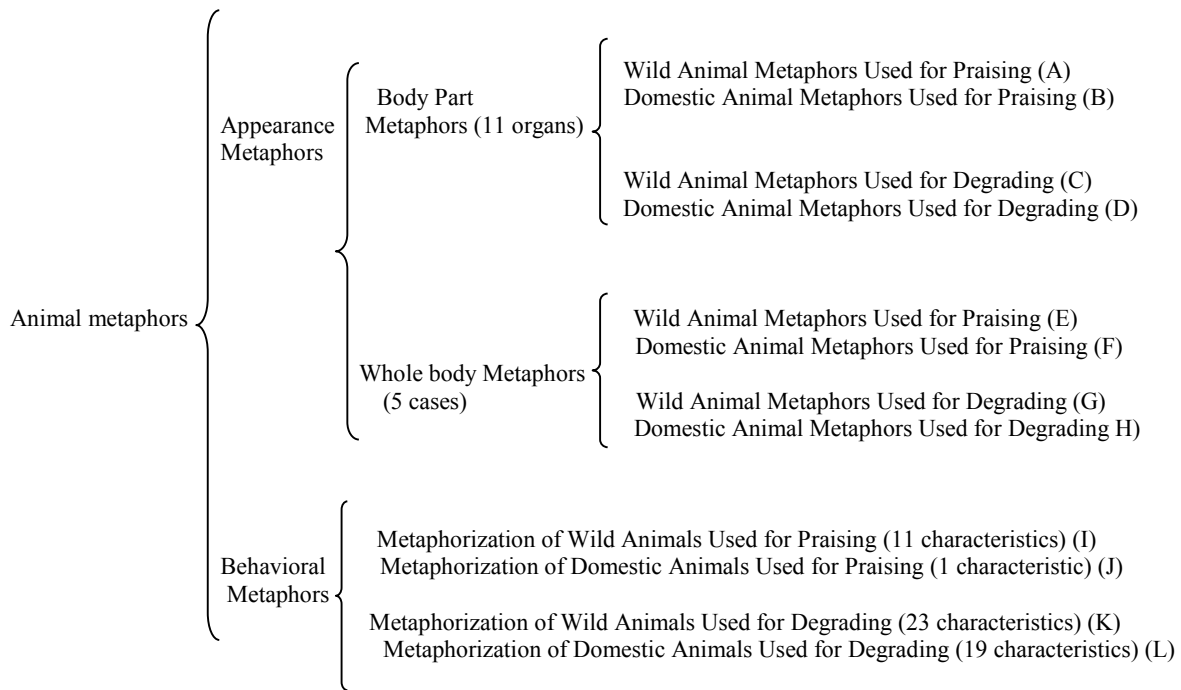 Animal metaphors
Appearance
Metaphors
Body Part
Metaphors (11 organs)
Wild Animal Metaphors Used for Praising (A)
Domestic Animal Metaphors Used for Praising (B)
Wild Animal Metaphors Used for Degrading (C)
Domestic Animal Metaphors Used for Degrading (D)
Whole body Metaphors
(5 cases)
Wild Animal Metaphors Used for Praising (E)
Domestic Animal Metaphors Used for Praising (F)
Wild Animal Metaphors Used for Degrading (G)
Domestic Animal Metaphors Used for Degrading H)
Behavioral
Metaphors
Metaphorization of Wild Animals Used for Praising (11 characteristics) (I)
Metaphorization of Domestic Animals Used for Praising (1 characteristic) (J)
Metaphorization of Wild Animals Used for Degrading (23 characteristics) (K)
Metaphorization of Domestic Animals Used for Degrading (19 characteristics) (L)